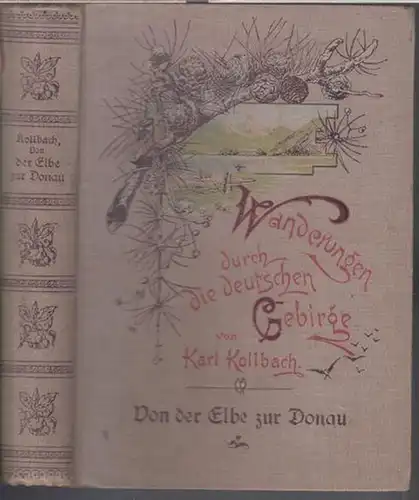 Kollbach,
Von
der Elbe
zur Donau
Wanderungen
durch
die deutschen
Gebirge
von
Karl Kollbach.
Von der Elbe zur Donau